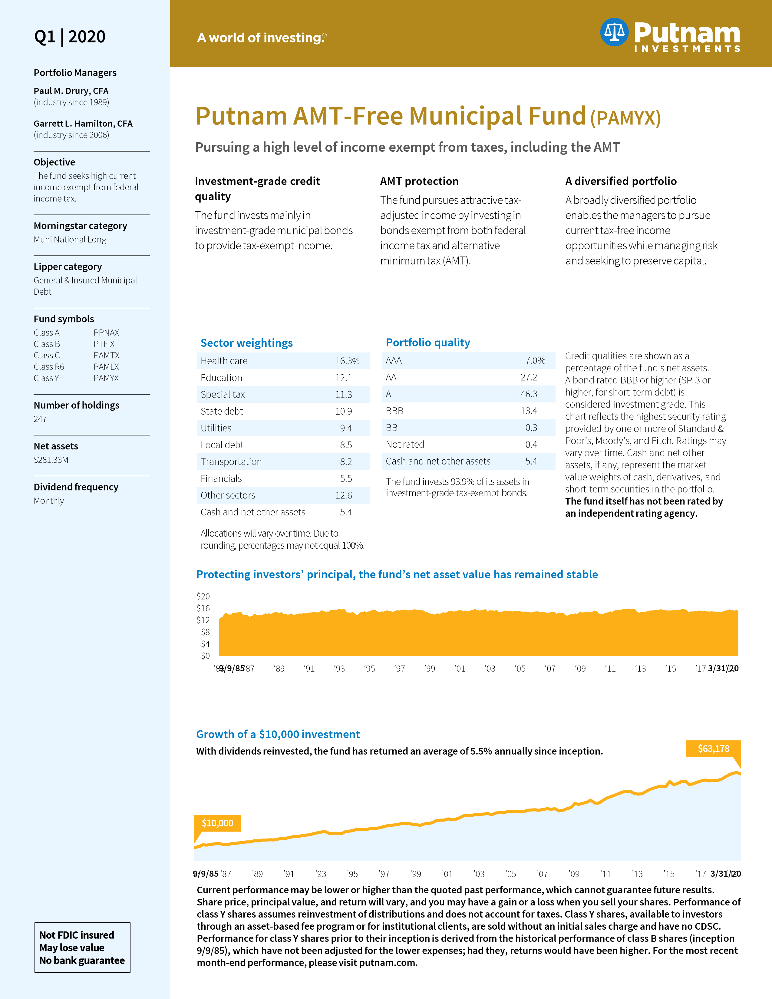 Q1 | 2020
A world of investing.®
Putnam
INVESTMENTS
Portfolio Managers
Paul M. Drury, CFA
(industry since 1989)
Garrett L. Hamilton, CFA
(industry since 2006)
Objective
The fund seeks high current
income exempt from federal
income tax.
Morningstar category
Muni National Long
Lipper category
General & Insured Municipal
Debt
Fund symbols
Class A PPNAX
Class B PTFIX
Class C PAMTX
Class R6 PAMLX
Class Y PAMYX
Number of holdings
247
Net assets
$281.33M
Dividend frequency
Monthly
Not FDIC insured
May lose value
No bank guarantee
Putnam AMT-Free Municipal Fund (PAMYX)
Pursuing a high level of income exempt from taxes, including the AMT
Investment-grade credit
quality
The fund invests mainly in
investment-grade municipal bonds
to provide tax-exempt income.
AMT protection
The fund pursues attractive tax-
adjusted income by investing in
bonds exempt from both federal
income tax and alternative
minimum tax (AMT).
A diversified portfolio
A broadly diversified portfolio
enables the managers to pursue
current tax-free income
opportunities while managing risk
and seeking to preserve capital.
Sector weightings
Health care 16.3%
Education 12.1
Special tax 11.3
State debt 10.9
Utilities 9.4
Local debt 8.5
Transportation 8.2
Financials 5.5
Other sectors 12.6
Cash and net other assets 5.4
Allocations will vary over time. Due to
rounding, percentages may not equal 100%.
Portfolio quality
AAA 7.0%
AA 27.2
A 46.3
BBB 13.4
BB 0.3
Not rated 0.4
Cash and net other assets 5.4
The fund invests 93.9% of its assets in
investment-grade tax-exempt bonds.
Credit qualities are shown as a
percentage of the fund's net assets.
A bond rated BBB or higher (SP-3 or
higher, for short-term debt) is
considered investment grade. This
chart reflects the highest security rating
provided by one or more of Standard &
Poor’s, Moody’s, and Fitch. Ratings may
vary over time. Cash and net other
assets, if any, represent the market
value weights of cash, derivatives, and
short-term securities in the portfolio.
The fund itself has not been rated by
an independent rating agency.
Protecting investors’ principal, the fund’s net asset value has remained stable
$20
$16
$12
$8
$4
$0
9/9/85 ’87 ’89 ’91 ’93 ’95 ’97 ’99 ’01 ’03 ’05 ’07 ’09 ’11 ’13 ’15 ’17 3/31/20
Growth of a $10,000 investment
With dividends reinvested, the fund has returned an average of 5.5% annually since inception.
$63,178
$10,000
9/9/85 ’87 ’89 ’91 ’93 ’95 ’97 ’99 ’01 ’03 ’05 ’07 ’09 ’11 ’13 ’15 ’17 3/31/20
Current performance may be lower or higher than the quoted past performance, which cannot guarantee future results.
Share price, principal value, and return will vary, and you may have a gain or a loss when you sell your shares. Performance of
class Y shares assumes reinvestment of distributions and does not account for taxes. Class Y shares, available to investors
through an asset-based fee program or for institutional clients, are sold without an initial sales charge and have no CDSC.
Performance for class Y shares prior to their inception is derived from the historical performance of class B shares (inception
9/9/85), which have not been adjusted for the lower expenses; had they, returns would have been higher. For the most recent
month-end performance, please visit putnam.com.